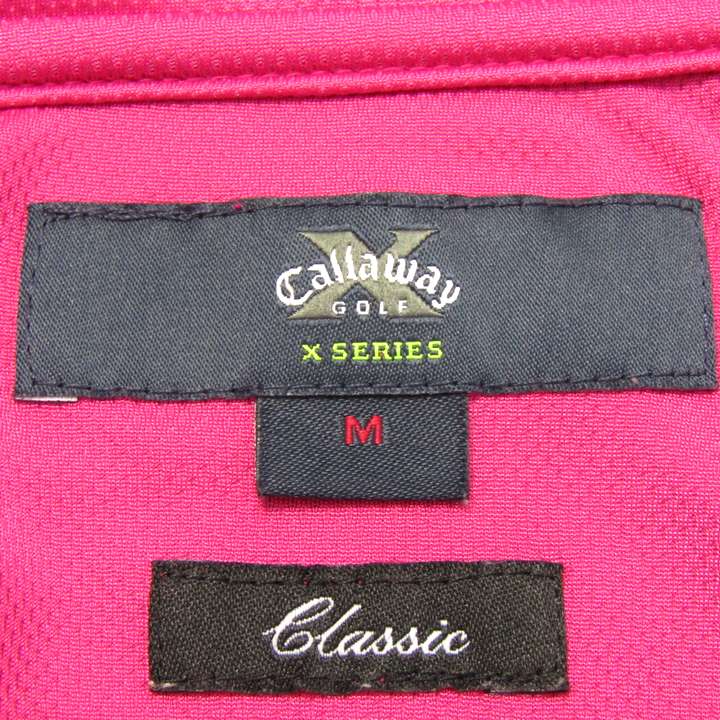 X
Callaway
GOLF
X SERIES
M
Classic